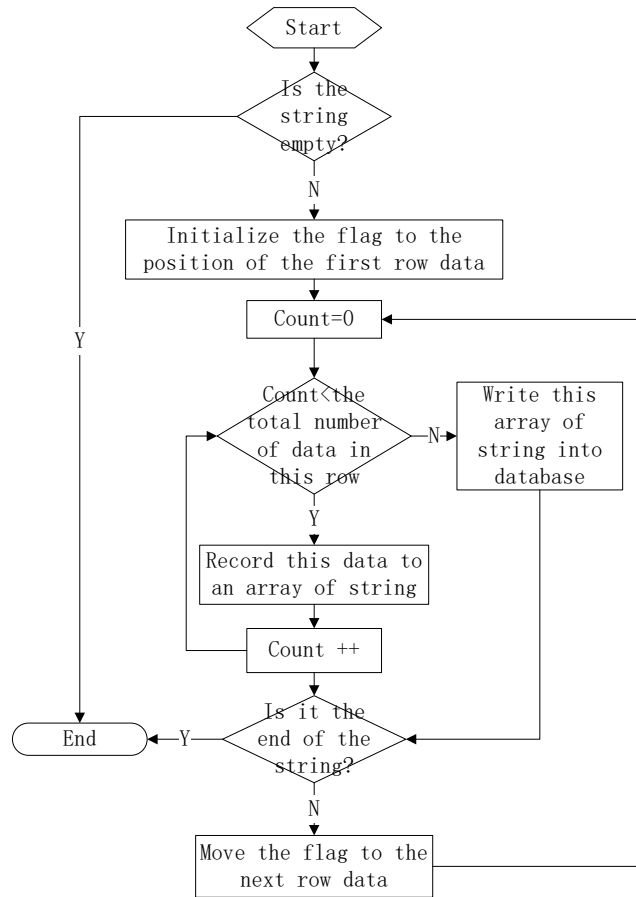 Start
Is the
string
empty?
N
Initialize the flag to the
position of the first row data
Count=0
Y
Count<the
total number
of data in
this row
N
Write this
array of
string into
database
Y
Record this data to
an array of string
Count ++
Is it the
end of the
string?
Y
End
N
Move the flag to the
next row data